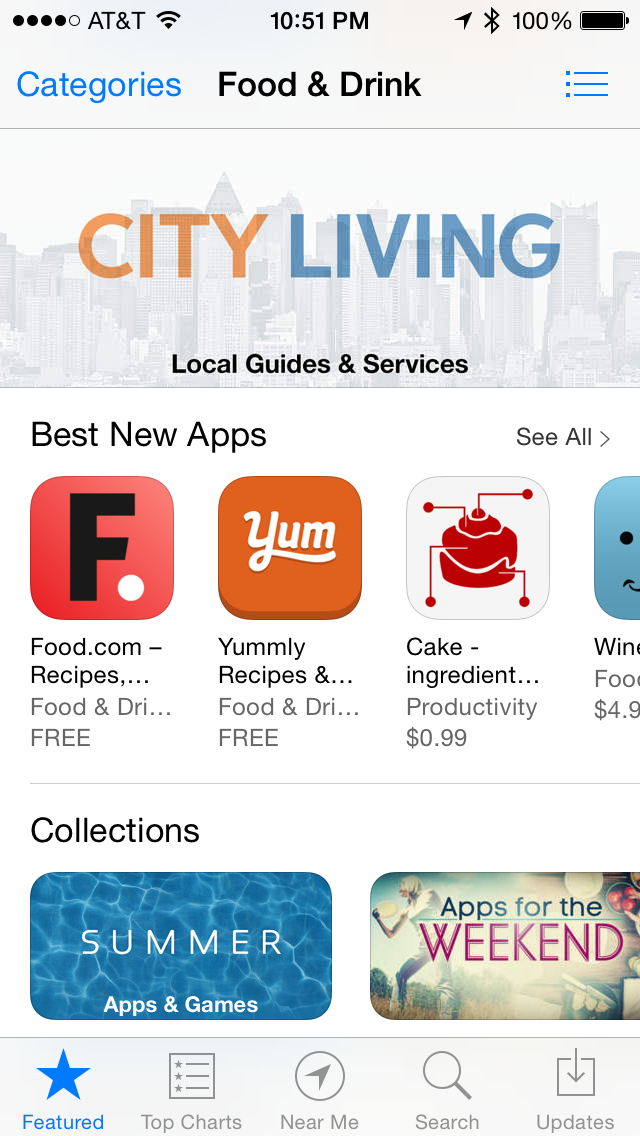 AT&T 10:51 PM 100%
Categories Food & Drink
CITY LIVING
Local Guides & Services
Best New Apps See All
F.
Yum
Food.com – Yummly Cake - Wine
Recipes,... Recipes &... ingredient... Food
Food & Dri... Food & Dri... Productivity $4.9
FREE FREE $0.99
Collections
SUMMER
Apps & Games
Apps for the
WEEKEND
Featured Top Charts Near Me Search Updates